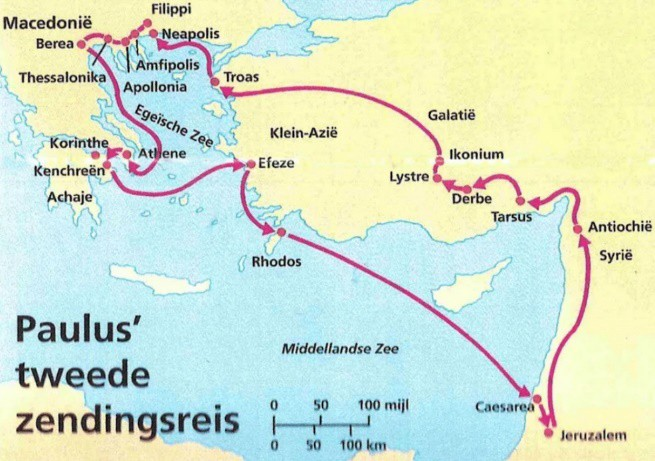 Filippi
Macedonië
Neapolis
Berea
Amfipolis
Thessalonika
Troas
Apollonia
Egeïsche Zee
Galatië
Klein-Azië
Korinthe
Athene
Ikonium
Efeze
Kenchreën
Lystre
Derbe
Achaje
Tarsus
Antiochië
Syrië
Rhodos
Paulus’
tweede
zendingsreis
Middellandse Zee
0 50 100 mijl
0 50 100 km
Caesarea
Jeruzalem